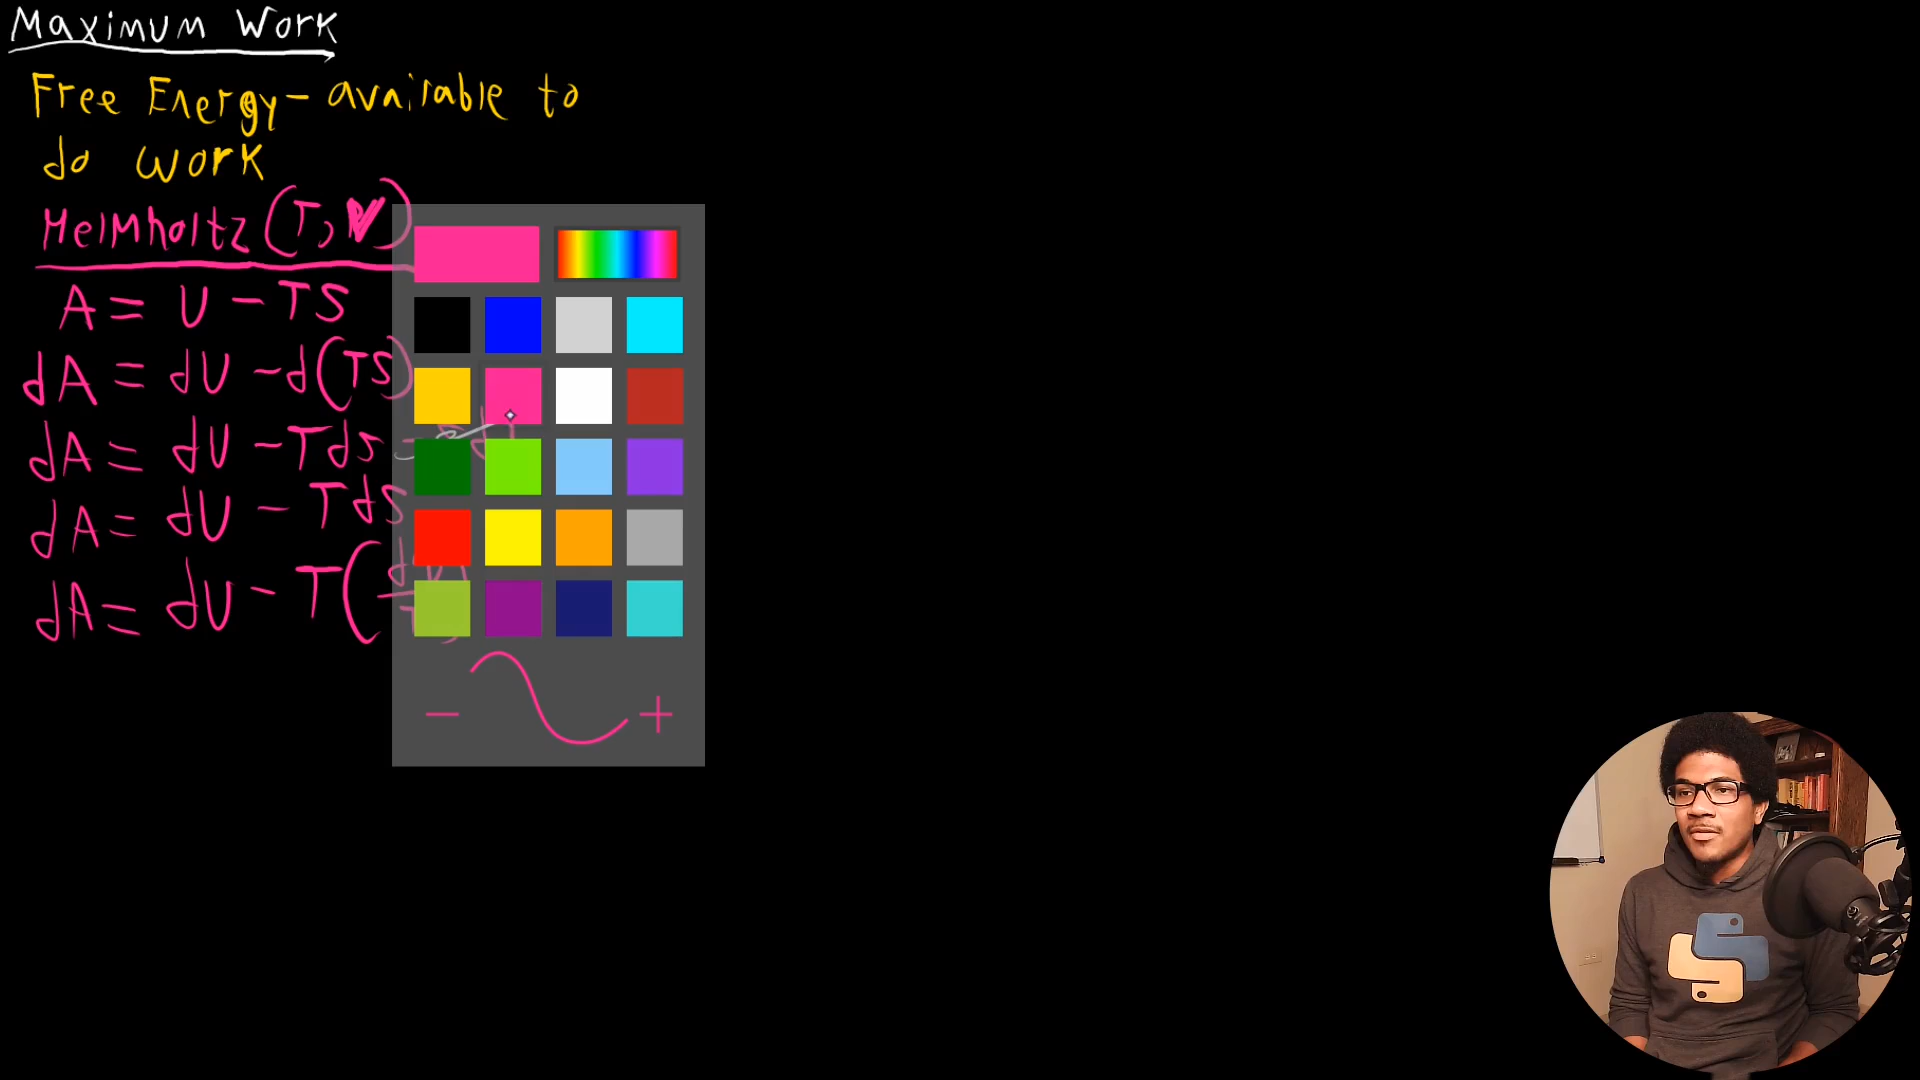 Maximum Work
Free Energy - available to
do work
Helmholtz (T, V)
A = U - TS
dA = dU - d(TS)
dA = dU - TdS - SdT
dA = dU - TdS
dA = dU - T(